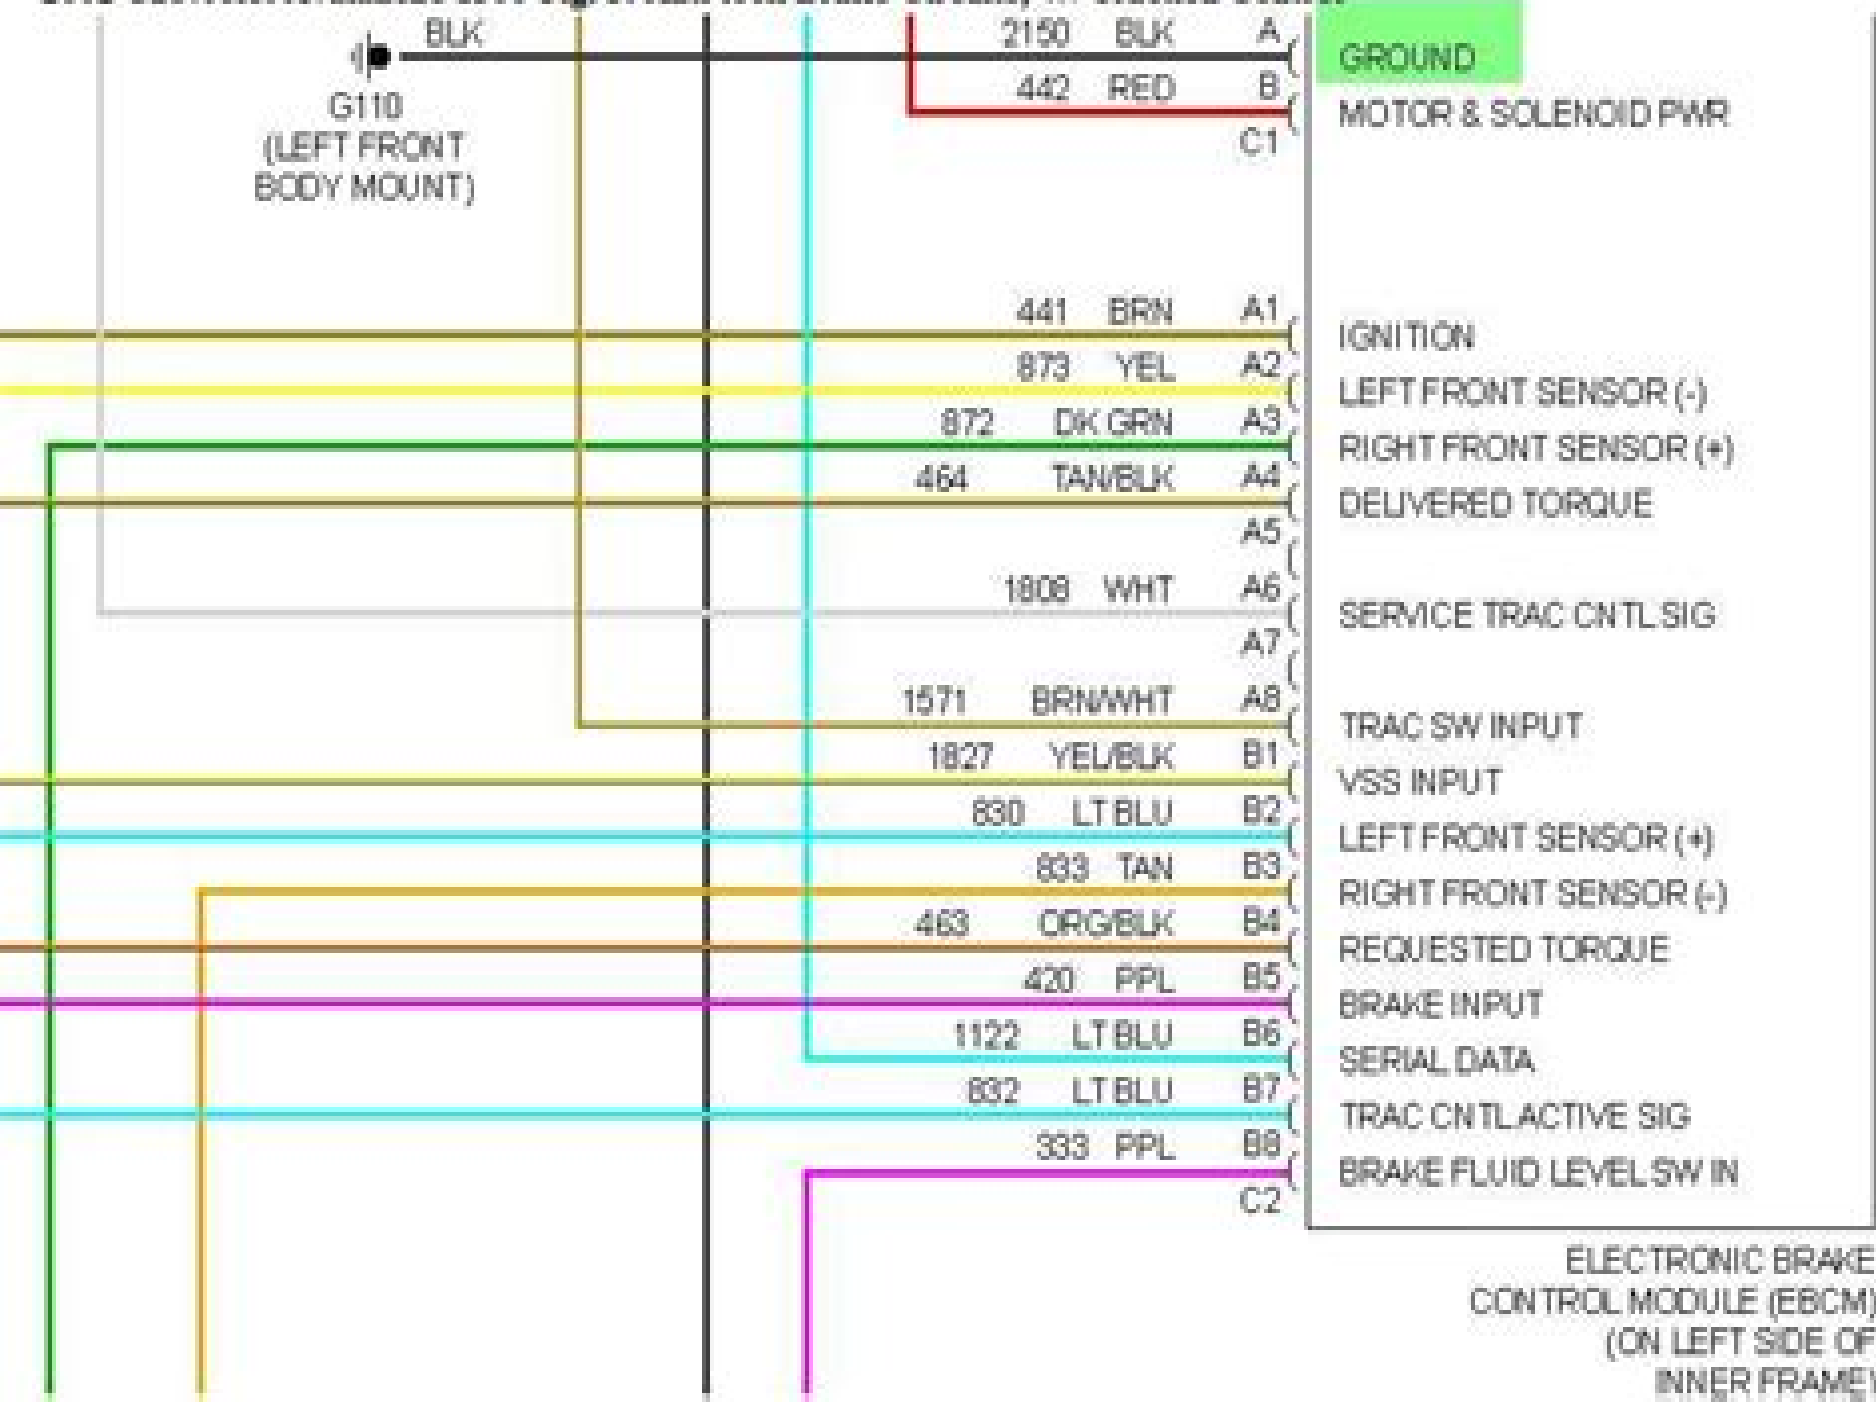 BLK 2150 BLK A GROUND
442 RED B MOTOR & SOLENOID PWR
C1
G110
(LEFT FRONT
BODY MOUNT)
441 BRN A1 IGNITION
873 YEL A2 LEFT FRONT SENSOR (-)
872 DK GRN A3 RIGHT FRONT SENSOR (+)
464 TAN/BLK A4 DELIVERED TORQUE
A5
1808 WHT A6 SERVICE TRAC CNTL SIG
A7
1571 BRN/WHT A8 TRAC SW INPUT
1827 YEL/BLK B1 VSS INPUT
830 LT BLU B2 LEFT FRONT SENSOR (+)
833 TAN B3 RIGHT FRONT SENSOR (-)
463 ORG/BLK B4 REQUESTED TORQUE
420 PPL B5 BRAKE INPUT
1122 LT BLU B6 SERIAL DATA
832 LT BLU B7 TRAC CNTL ACTIVE SIG
333 PPL B8 BRAKE FLUID LEVEL SW IN
C2
ELECTRONIC BRAKE
CONTROL MODULE (EBCM)
(ON LEFT SIDE OF
INNER FRAME)